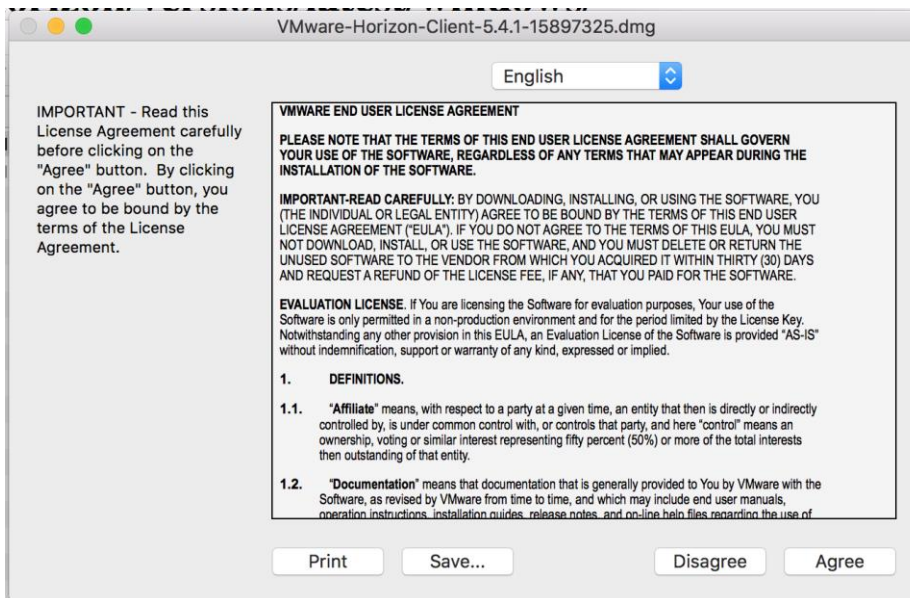 VMware-Horizon-Client-5.4.1-15897325.dmg
English
IMPORTANT - Read this
License Agreement carefully
before clicking on the
"Agree" button. By clicking
on the "Agree" button, you
agree to be bound by the
terms of the License
Agreement.
VMWARE END USER LICENSE AGREEMENT
PLEASE NOTE THAT THE TERMS OF THIS END USER LICENSE AGREEMENT SHALL GOVERN
YOUR USE OF THE SOFTWARE, REGARDLESS OF ANY TERMS THAT MAY APPEAR DURING THE
INSTALLATION OF THE SOFTWARE.
IMPORTANT-READ CAREFULLY: BY DOWNLOADING, INSTALLING, OR USING THE SOFTWARE, YOU
(THE INDIVIDUAL OR LEGAL ENTITY) AGREE TO BE BOUND BY THE TERMS OF THIS END USER
LICENSE AGREEMENT (“EULA”). IF YOU DO NOT AGREE TO THE TERMS OF THIS EULA, YOU MUST
NOT DOWNLOAD, INSTALL, OR USE THE SOFTWARE, AND YOU MUST DELETE OR RETURN THE
UNUSED SOFTWARE TO THE VENDOR FROM WHICH YOU ACQUIRED IT WITHIN THIRTY (30) DAYS
AND REQUEST A REFUND OF THE LICENSE FEE, IF ANY, THAT YOU PAID FOR THE SOFTWARE.
EVALUATION LICENSE. If You are licensing the Software for evaluation purposes, Your use of the
Software is only permitted in a non-production environment and for the period limited by the License Key.
Notwithstanding any other provision in this EULA, an Evaluation License of the Software is provided “AS-IS”
without indemnification, support or warranty of any kind, expressed or implied.
1. DEFINITIONS.
1.1. “Affiliate” means, with respect to a party at a given time, an entity that then is directly or indirectly
controlled by, is under common control with, or controls that party, and here “control” means an
ownership, voting or similar interest representing fifty percent (50%) or more of the total interests
then outstanding of that entity.
1.2. “Documentation” means that documentation that is generally provided to You by VMware with the
Software, as revised by VMware from time to time, and which may include end user manuals,
operation instructions, installation guides, release notes, and on-line help files regarding the use of
Print Save... Disagree Agree